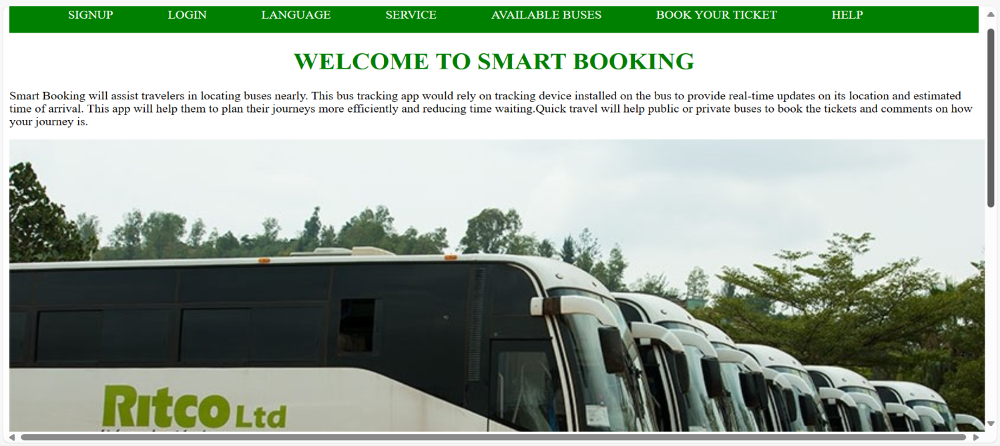 SIGNUP LOGIN LANGUAGE SERVICE AVAILABLE BUSES BOOK YOUR TICKET HELP
WELCOME TO SMART BOOKING
Smart Booking will assist travelers in locating buses nearly. This bus tracking app would rely on tracking device installed on the bus to provide real-time updates on its location and estimated
time of arrival. This app will help them to plan their journeys more efficiently and reducing time waiting.Quick travel will help public or private buses to book the tickets and comments on how
your journey is.
Ritco Ltd